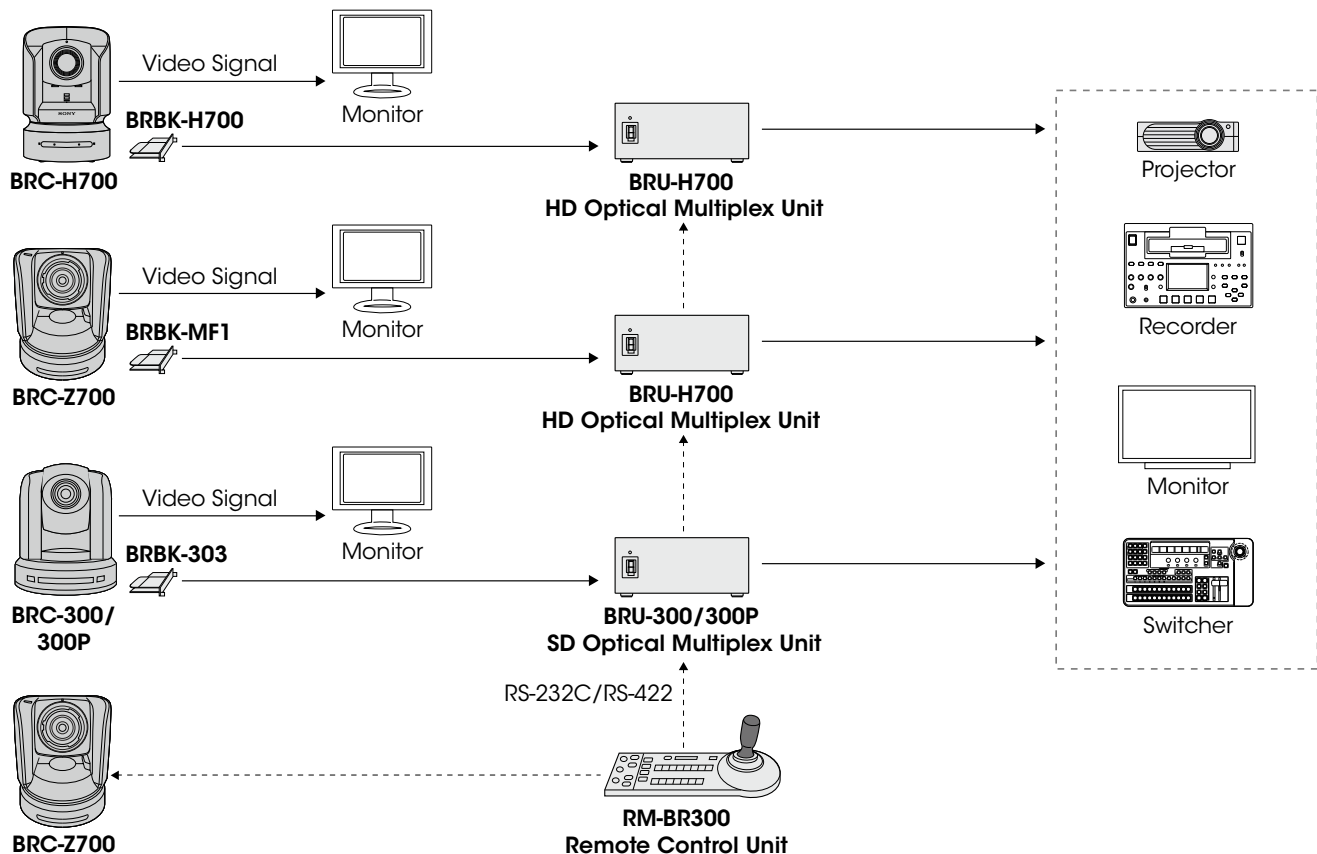 Video Signal
Monitor
SONY
BRBK-H700
BRC-H700
BRU-H700
HD Optical Multiplex Unit
Projector
Video Signal
Monitor
BRBK-MF1
BRC-Z700
BRU-H700
HD Optical Multiplex Unit
Recorder
Video Signal
Monitor
BRBK-303
BRC-300/
300P
BRU-300/300P
SD Optical Multiplex Unit
Monitor
Switcher
RS-232C/RS-422
BRC-Z700
RM-BR300
Remote Control Unit